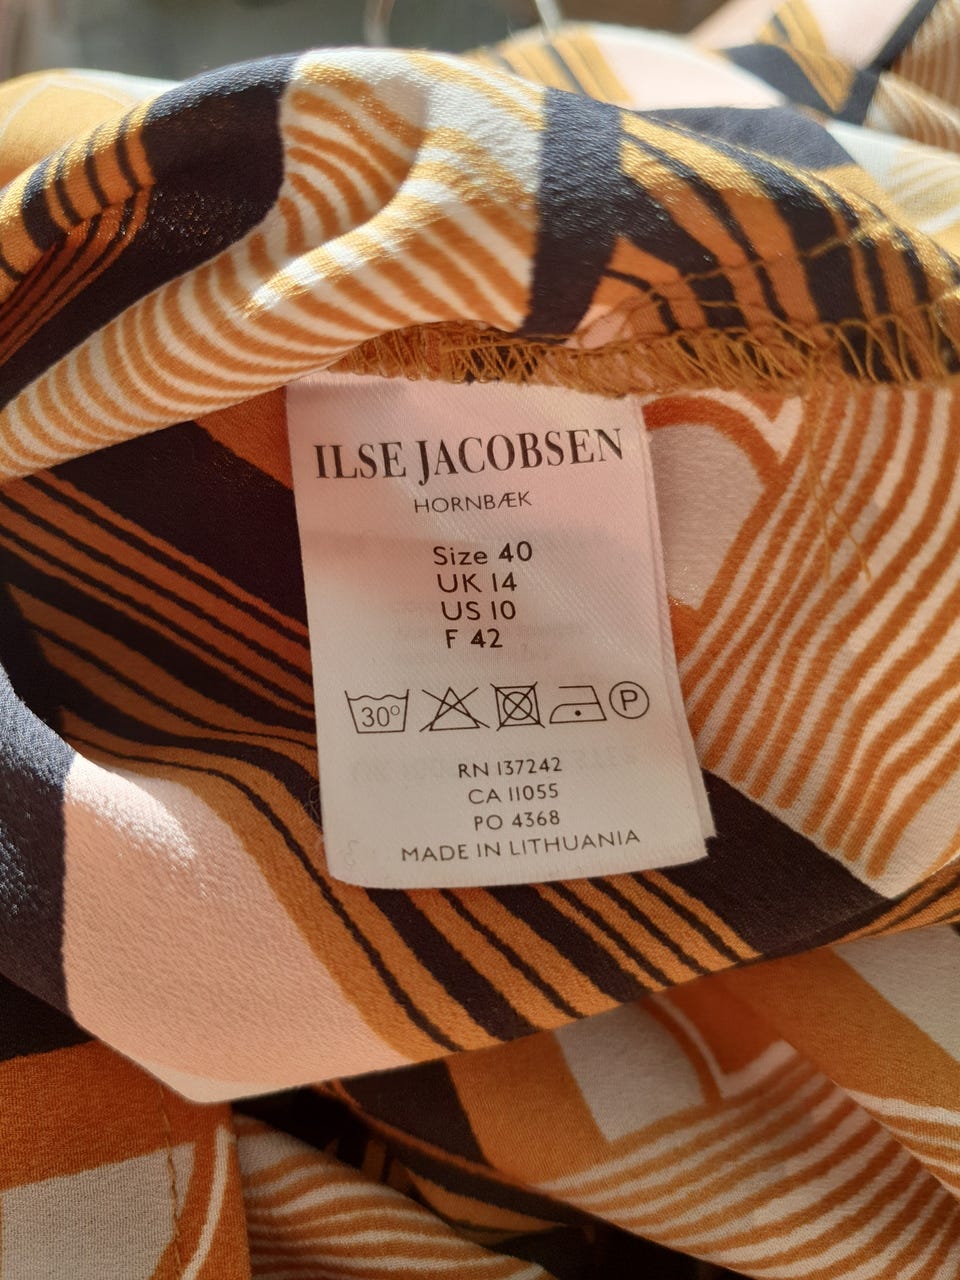 ILSE JACOBSEN
HORNBÆK
Size 40
UK 14
US 10
F 42
30° P
RN 137242
CA 11055
PO 4368
MADE IN LITHUANIA